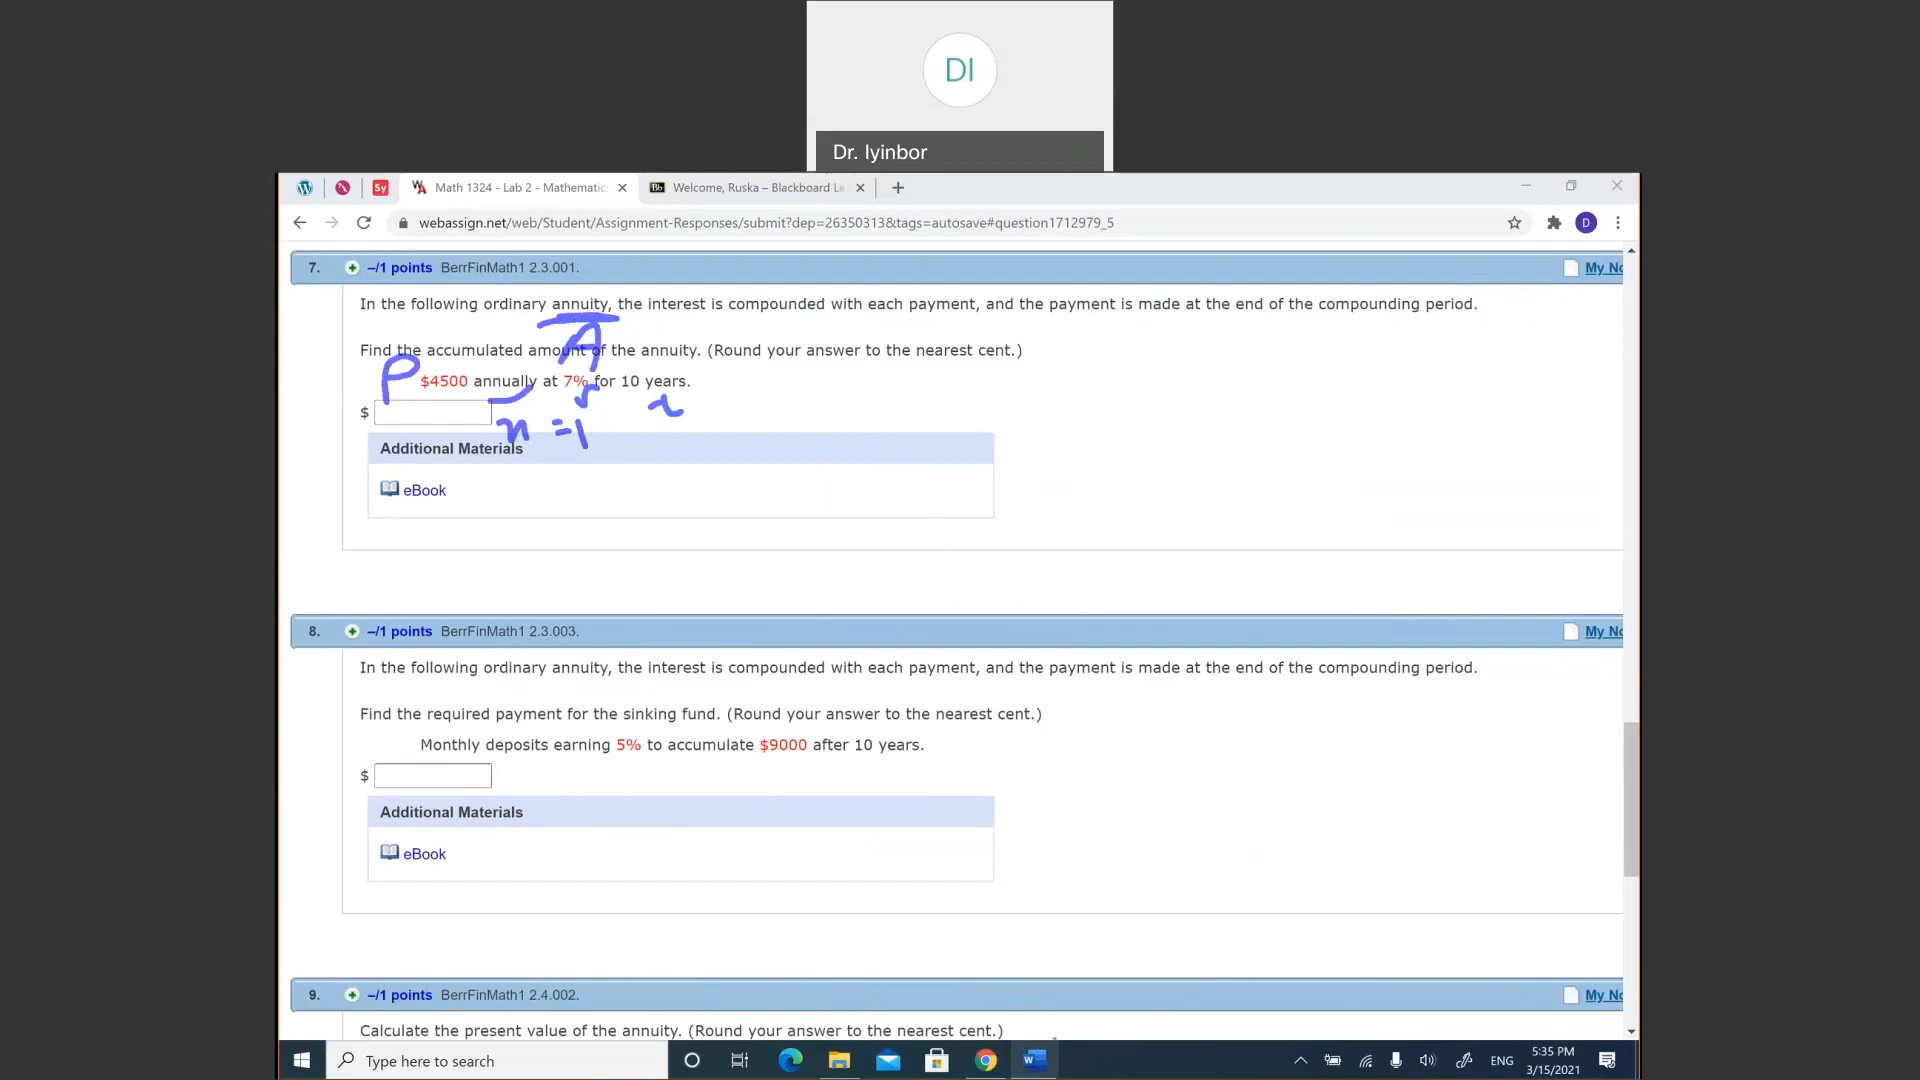 DI
Dr. Iyinbor
Sy
Math 1324 - Lab 2 - Mathematic
Bb
Welcome, Ruska – Blackboard Le
webassign.net/web/Student/Assignment-Responses/submit?dep=26350313&tags=autosave#question1712979_5
D
7. –/1 points BerrFinMath1 2.3.001. My No
In the following ordinary annuity, the interest is compounded with each payment, and the payment is made at the end of the compounding period.
A
Find the accumulated amount of the annuity. (Round your answer to the nearest cent.)
P
$4500 annually at 7% for 10 years.
r
$
n = 1
Additional Materials
eBook
8. –/1 points BerrFinMath1 2.3.003. My No
In the following ordinary annuity, the interest is compounded with each payment, and the payment is made at the end of the compounding period.
Find the required payment for the sinking fund. (Round your answer to the nearest cent.)
Monthly deposits earning 5% to accumulate $9000 after 10 years.
$
Additional Materials
eBook
9. –/1 points BerrFinMath1 2.4.002. My No
Calculate the present value of the annuity. (Round your answer to the nearest cent.)
Type here to search
ENG
5:35 PM
3/15/2021